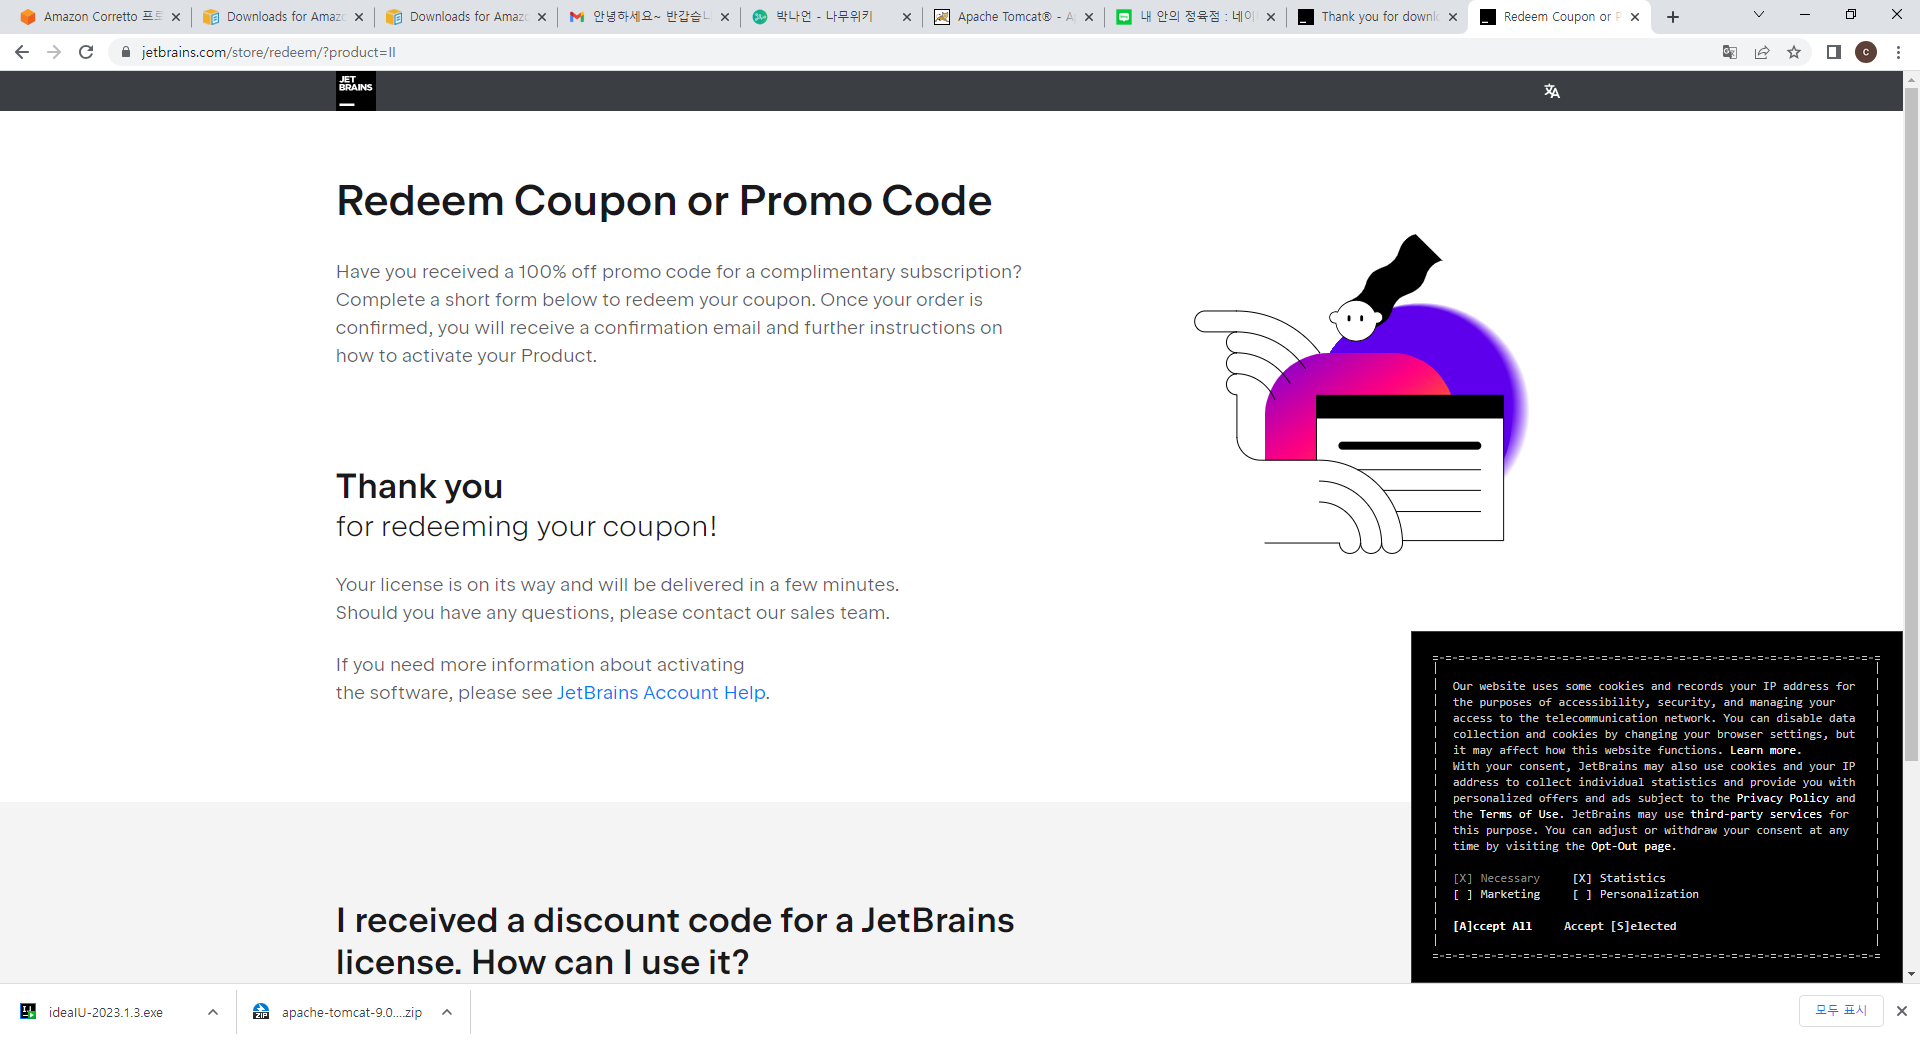 Amazon Corretto 프로
Downloads for Amazo
Downloads for Amazo
안녕하세요~ 반갑습니
박나언 - 나무위키
Apache Tomcat® - A
내 안의 정육점 : 네이
Thank you for downl
Redeem Coupon or P
jetbrains.com/store/redeem/?product=II
C
JET
BRAINS
Redeem Coupon or Promo Code
Have you received a 100% off promo code for a complimentary subscription?
Complete a short form below to redeem your coupon. Once your order is
confirmed, you will receive a confirmation email and further instructions on
how to activate your Product.
Thank you
for redeeming your coupon!
Your license is on its way and will be delivered in a few minutes.
Should you have any questions, please contact our sales team.
If you need more information about activating
the software, please see JetBrains Account Help.
Our website uses some cookies and records your IP address for
the purposes of accessibility, security, and managing your
access to the telecommunication network. You can disable data
collection and cookies by changing your browser settings, but
it may affect how this website functions. Learn more.
With your consent, JetBrains may also use cookies and your IP
address to collect individual statistics and provide you with
personalized offers and ads subject to the Privacy Policy and
the Terms of Use. JetBrains may use third-party services for
this purpose. You can adjust or withdraw your consent at any
time by visiting the Opt-Out page.
[X] Necessary [X] Statistics
[ ] Marketing [ ] Personalization
[A]ccept All Accept [S]elected
I received a discount code for a JetBrains
license. How can I use it?
ideaIU-2023.1.3.exe
apache-tomcat-9.0....zip
모두 표시